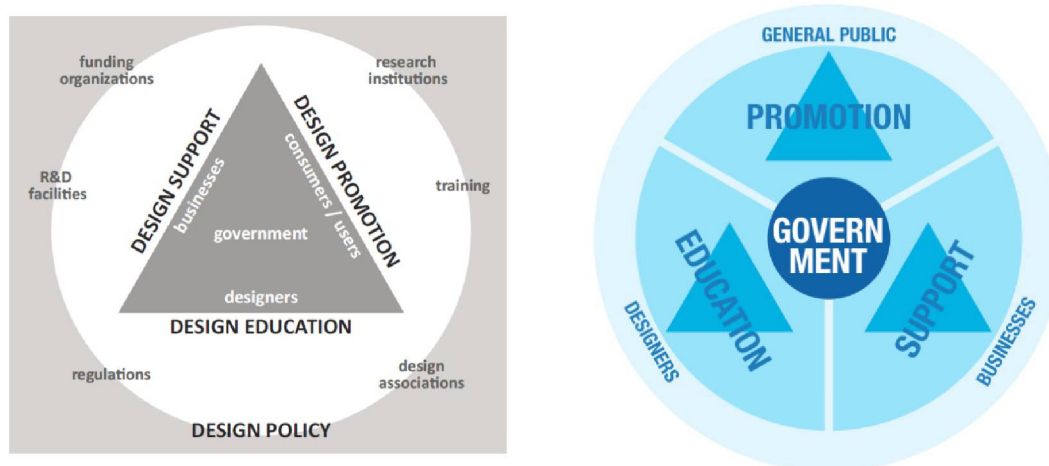 funding
organizations
research
institutions
DESIGN SUPPORT
DESIGN PROMOTION
businesses
consumers / users
R&D
facilities
training
government
designers
DESIGN EDUCATION
regulations
design
associations
DESIGN POLICY
GENERAL PUBLIC
PROMOTION
GOVERN
MENT
EDUCATION
SUPPORT
DESIGNERS
BUSINESSES